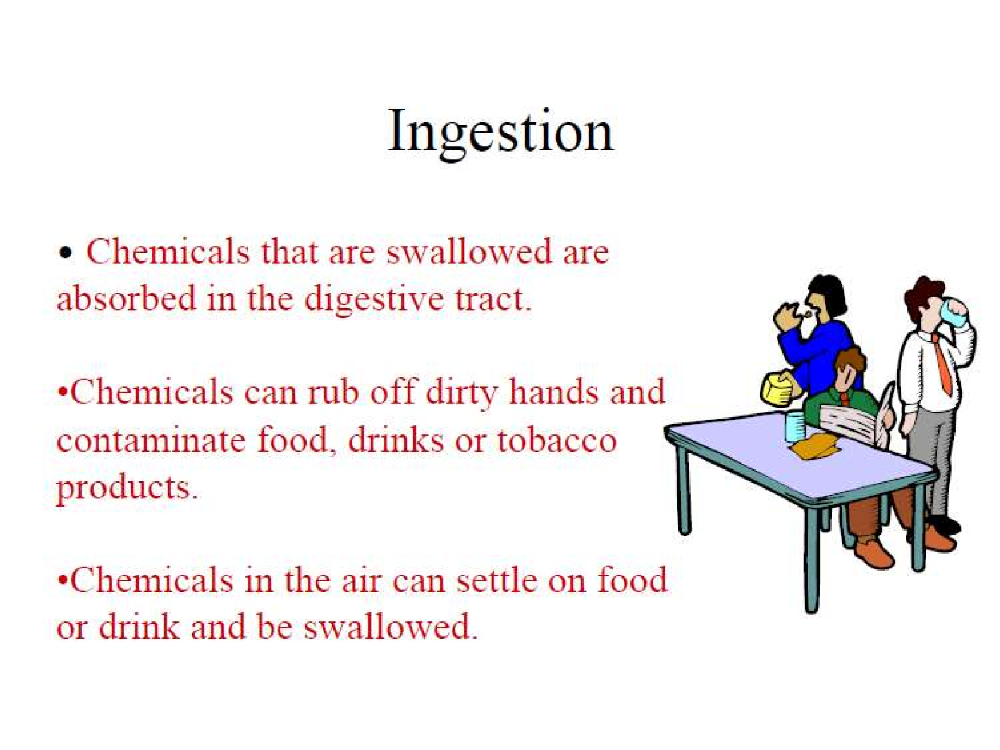 Ingestion
• Chemicals that are swallowed are
absorbed in the digestive tract.
•Chemicals can rub off dirty hands and
contaminate food, drinks or tobacco
products.
•Chemicals in the air can settle on food
or drink and be swallowed.